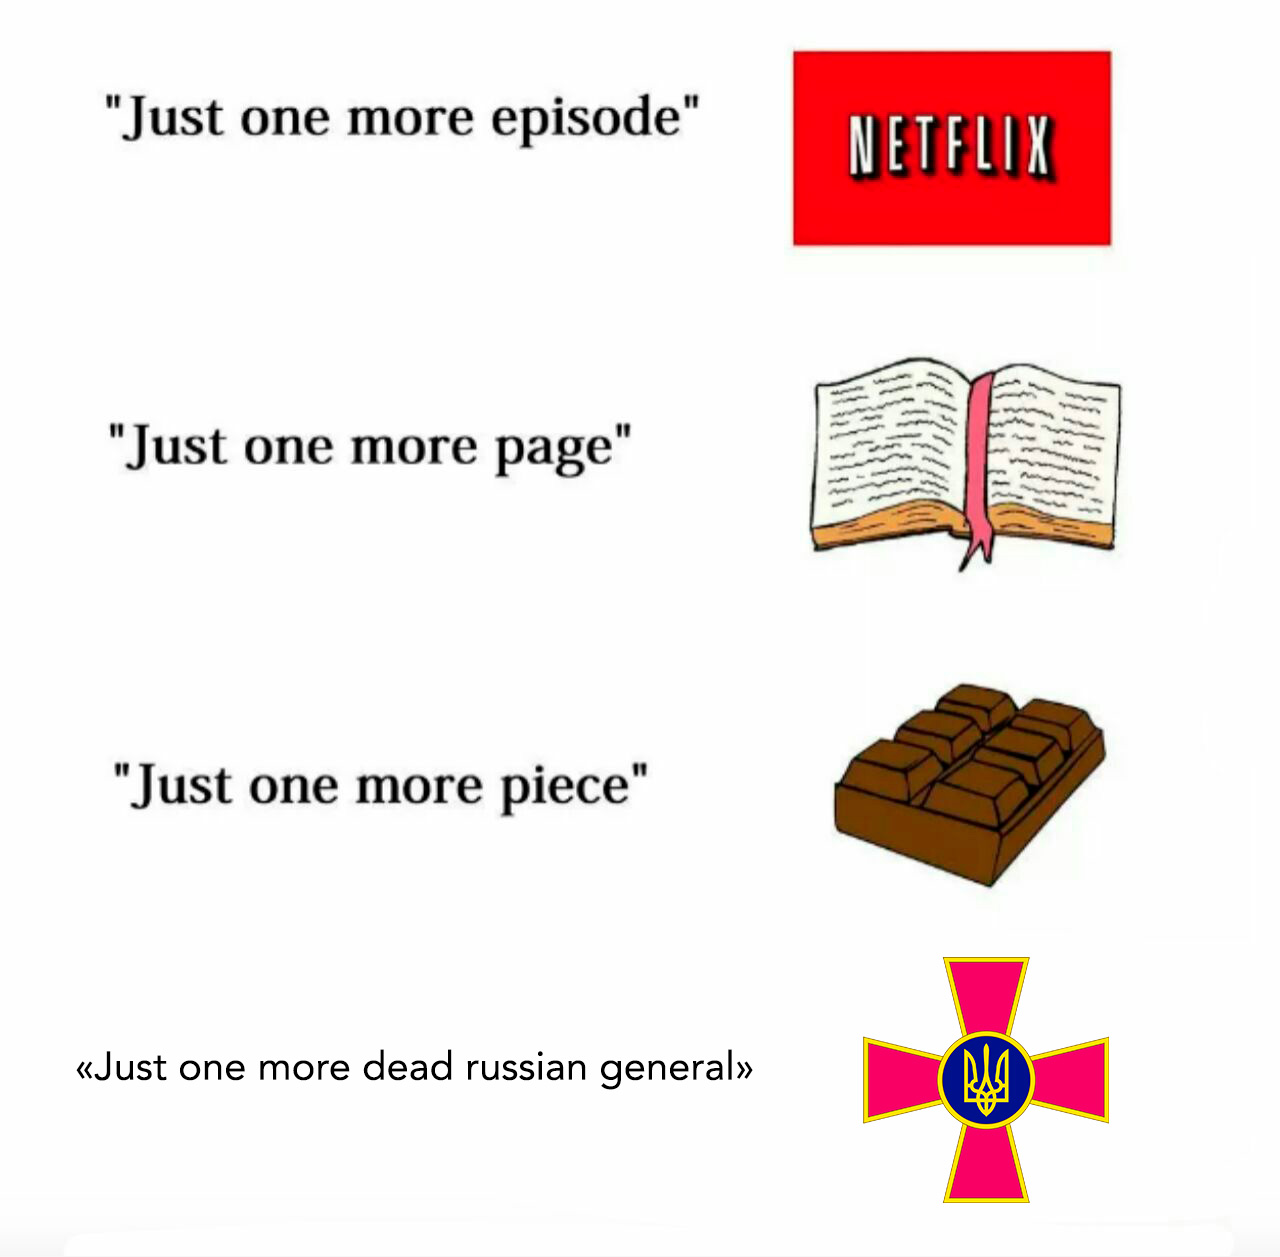 "Just one more episode"
NETFLIX
"Just one more page"
"Just one more piece"
«Just one more dead russian general»